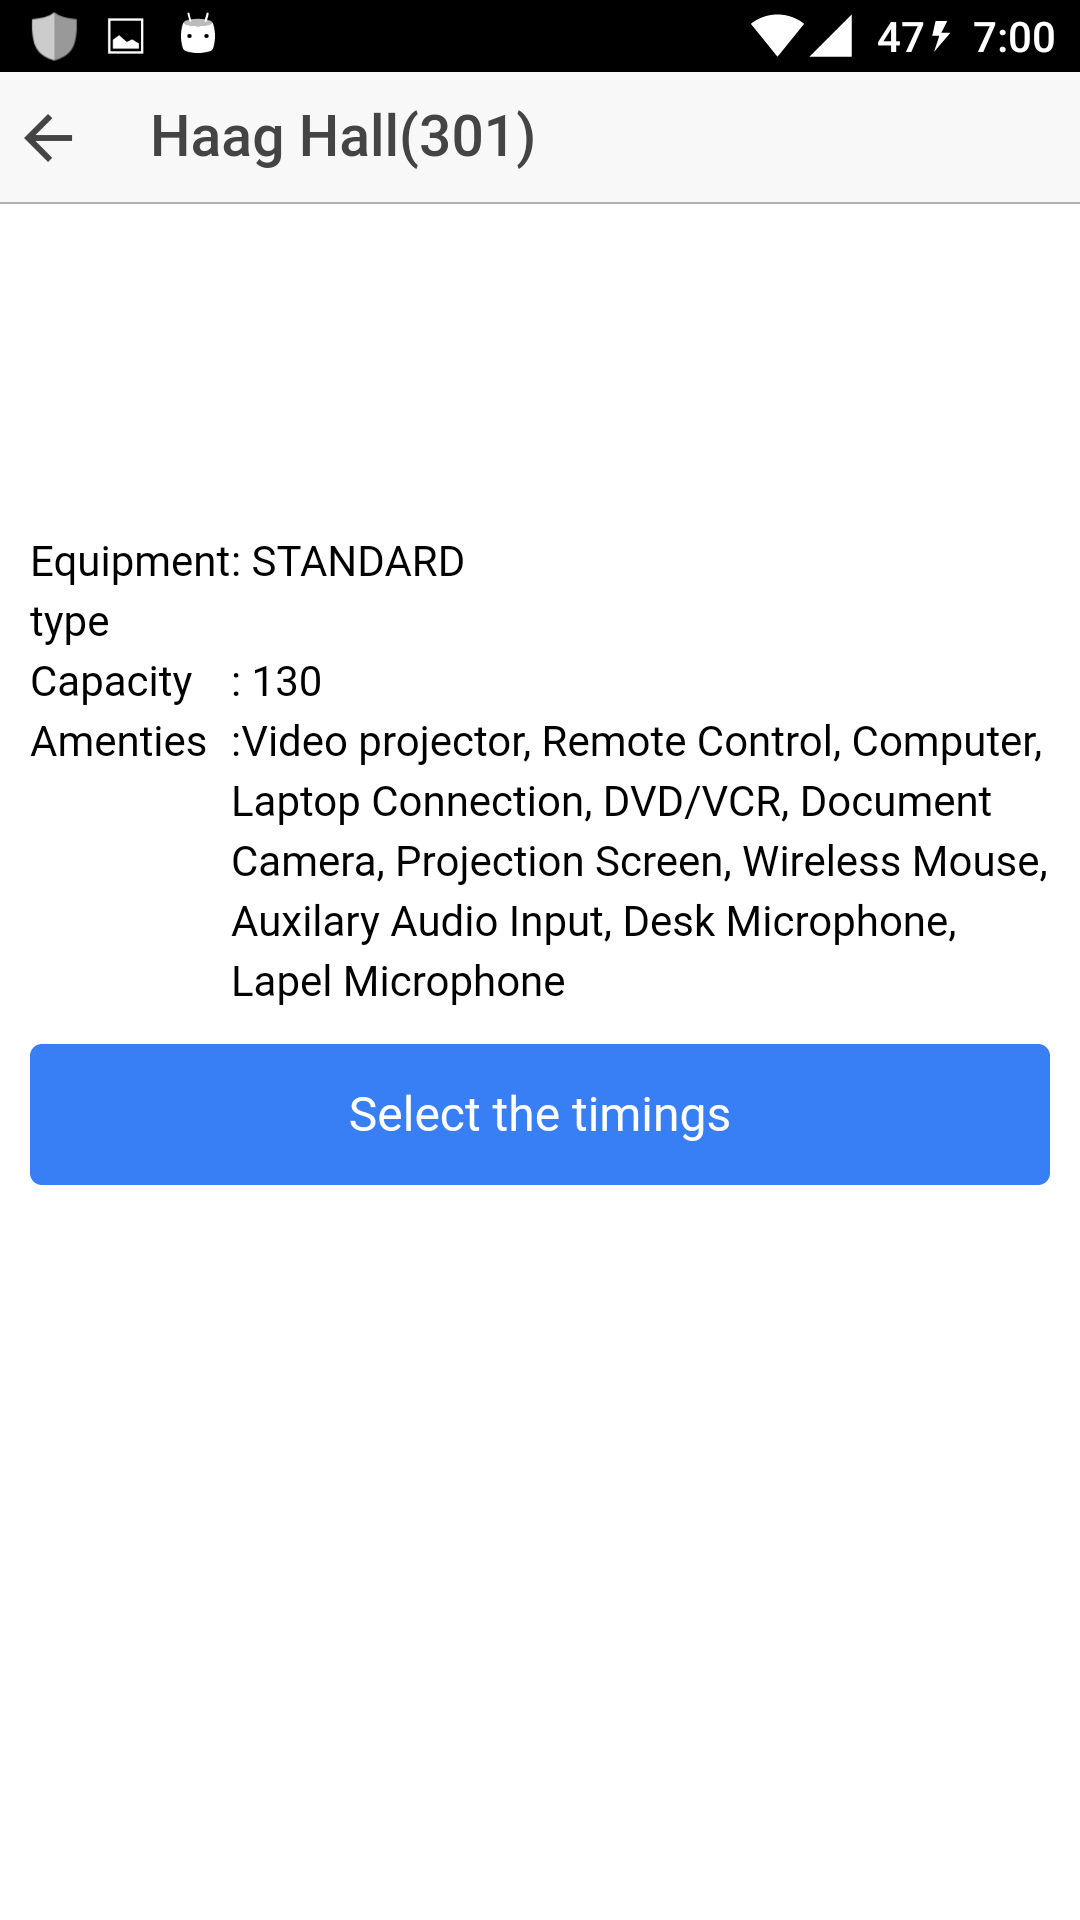 47 7:00
Haag Hall(301)
Equipment: STANDARD
type
Capacity : 130
Amenties :Video projector, Remote Control, Computer,
Laptop Connection, DVD/VCR, Document
Camera, Projection Screen, Wireless Mouse,
Auxilary Audio Input, Desk Microphone,
Lapel Microphone
Select the timings